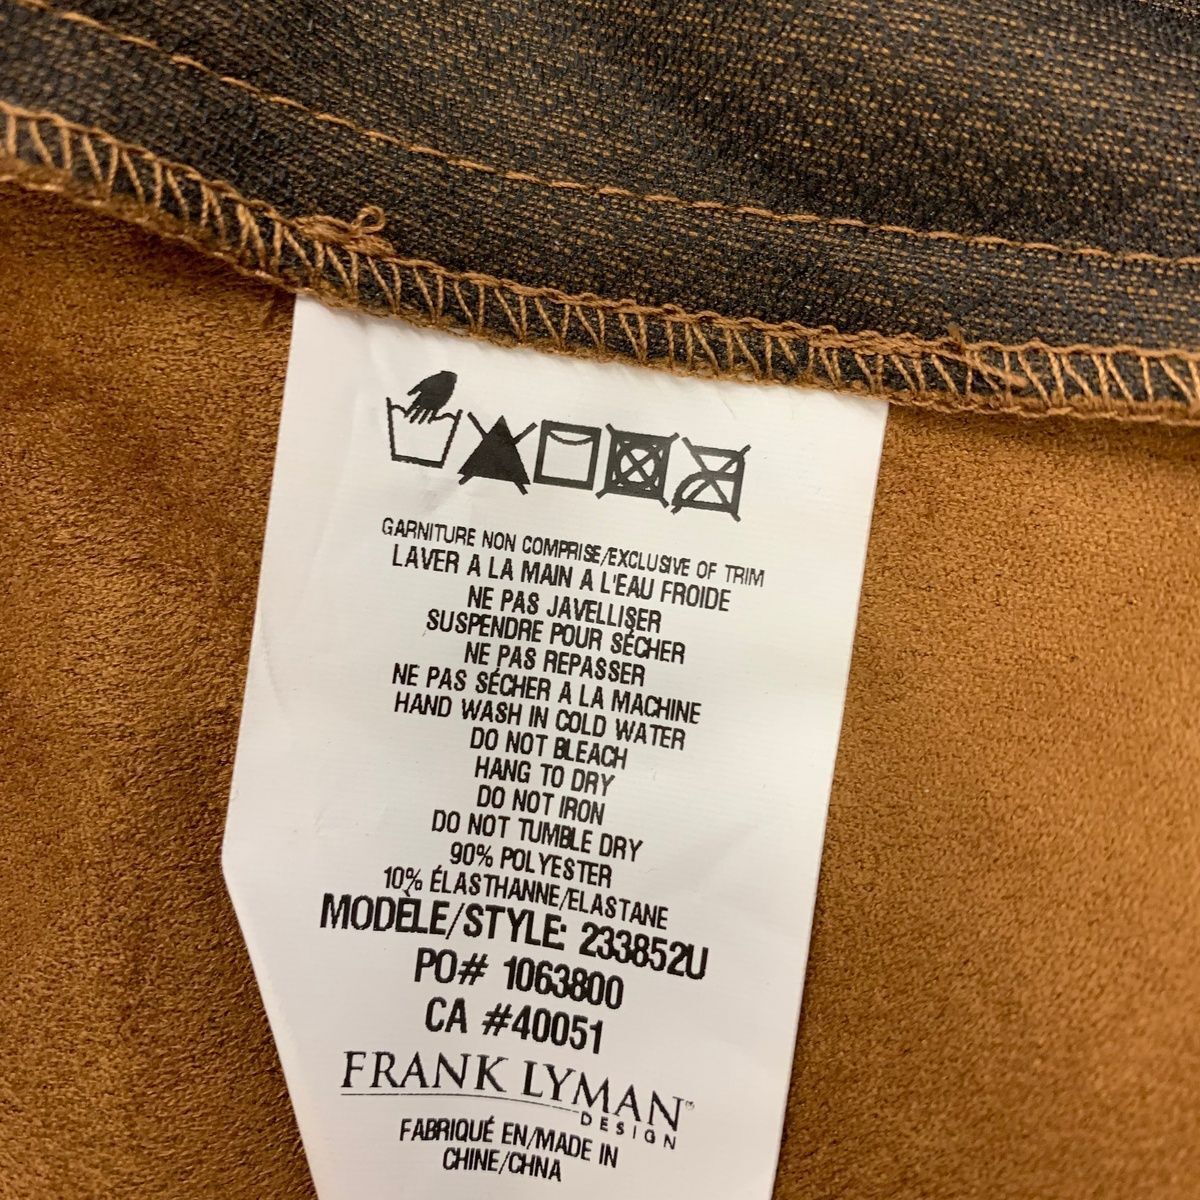 GARNITURE NON COMPRISE/EXCLUSIVE OF TRIM
LAVER A LA MAIN A L'EAU FROIDE
NE PAS JAVELLISER
SUSPENDRE POUR SÉCHER
NE PAS REPASSER
NE PAS SÉCHER A LA MACHINE
HAND WASH IN COLD WATER
DO NOT BLEACH
HANG TO DRY
DO NOT IRON
DO NOT TUMBLE DRY
90% POLYESTER
10% ÉLASTHANNE/ELASTANE
MODÈLE/STYLE: 233852U
PO# 1063800
CA #40051
FRANK LYMAN™
DESIGN
FABRIQUÉ EN/MADE IN
CHINE/CHNA